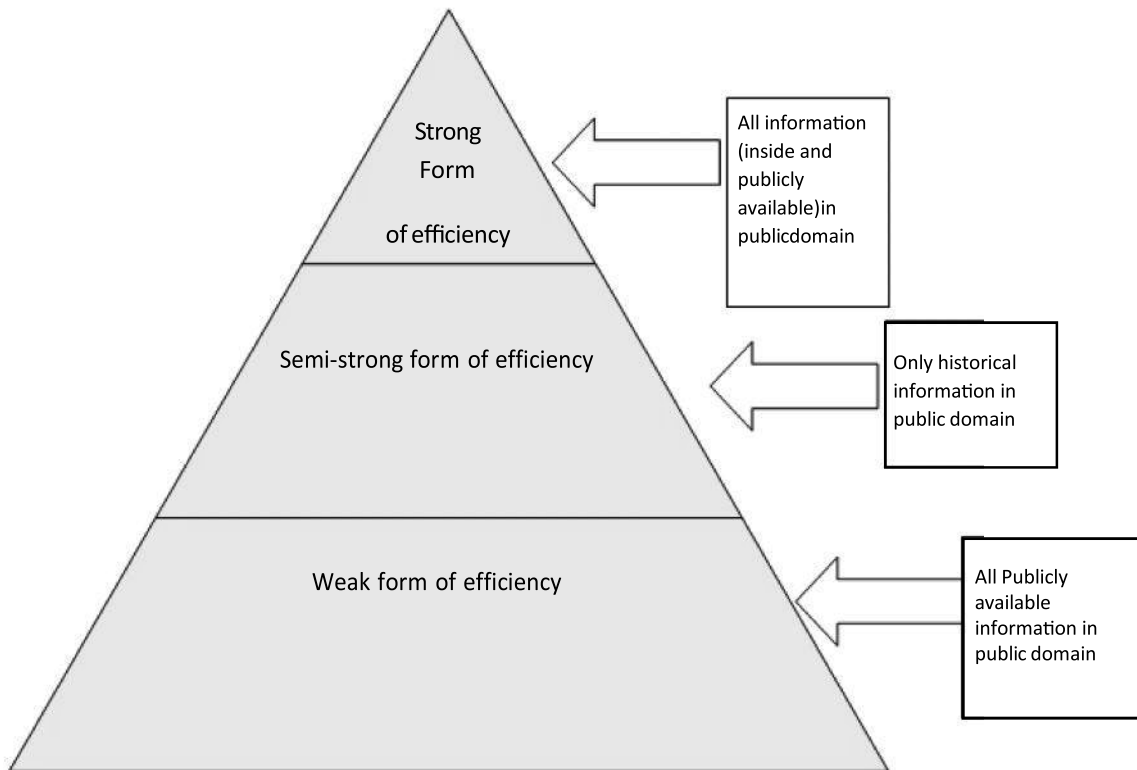 Strong
Form
of efficiency
All information
(inside and
publicly
available)in
publicdomain
Semi-strong form of efficiency
Only historical
information in
public domain
Weak form of efficiency
All Publicly
available
information in
public domain